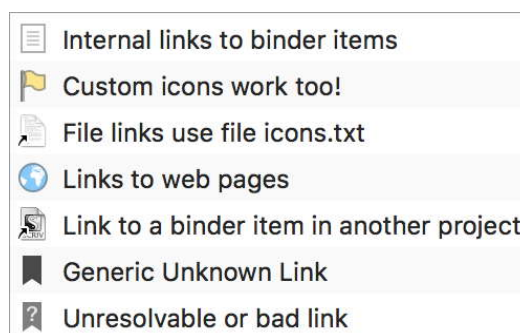 Internal links to binder items
Custom icons work too!
File links use file icons.txt
Links to web pages
Link to a binder item in another project
Generic Unknown Link
Unresolvable or bad link